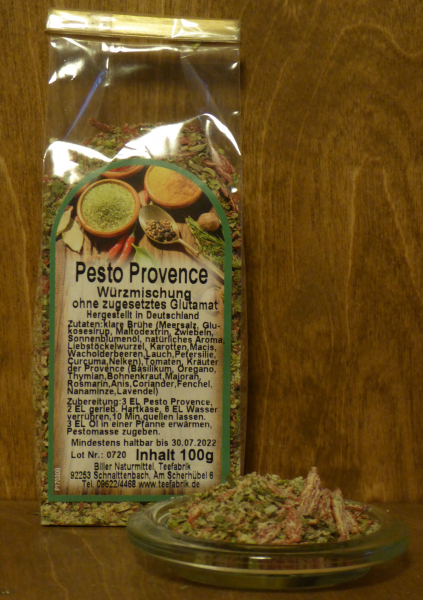 Pesto Provence
Würzmischung
ohne zugesetztes Glutamat
Hergestellt in Deutschland
Zutaten:klare Brühe (Meersalz, Glu-
kosesirup, Maltodextrin, Zwiebeln,
Sonnenblumenöl, natürliches Aroma,
Liebstöckelwurzel, Karotten,Macis,
Wacholderbeeren,Lauch,Petersilie,
Curcuma,Nelken),Tomaten, Kräuter
der Provence (Basilikum, Oregano,
Thymian,Bohnenkraut,Majoran,
Rosmarin,Anis,Coriander,Fenchel,
Nanaminze,Lavendel)
Zubereitung:3 EL Pesto Provence,
2 EL gerieb. Hartkäse, 6 EL Wasser
verrühren,10 Min.quellen lassen.
3 EL Öl in einer Pfanne erwärmen,
Pestomasse zugeben.
Mindestens haltbar bis 30.07.2022
Lot Nr.: 0720 Inhalt 100g
Biller Naturmittel, Teefabrik
92253 Schnaittenbach, Am Scherhübel 6
Tel. 09622/4468 www.teefabrik.de